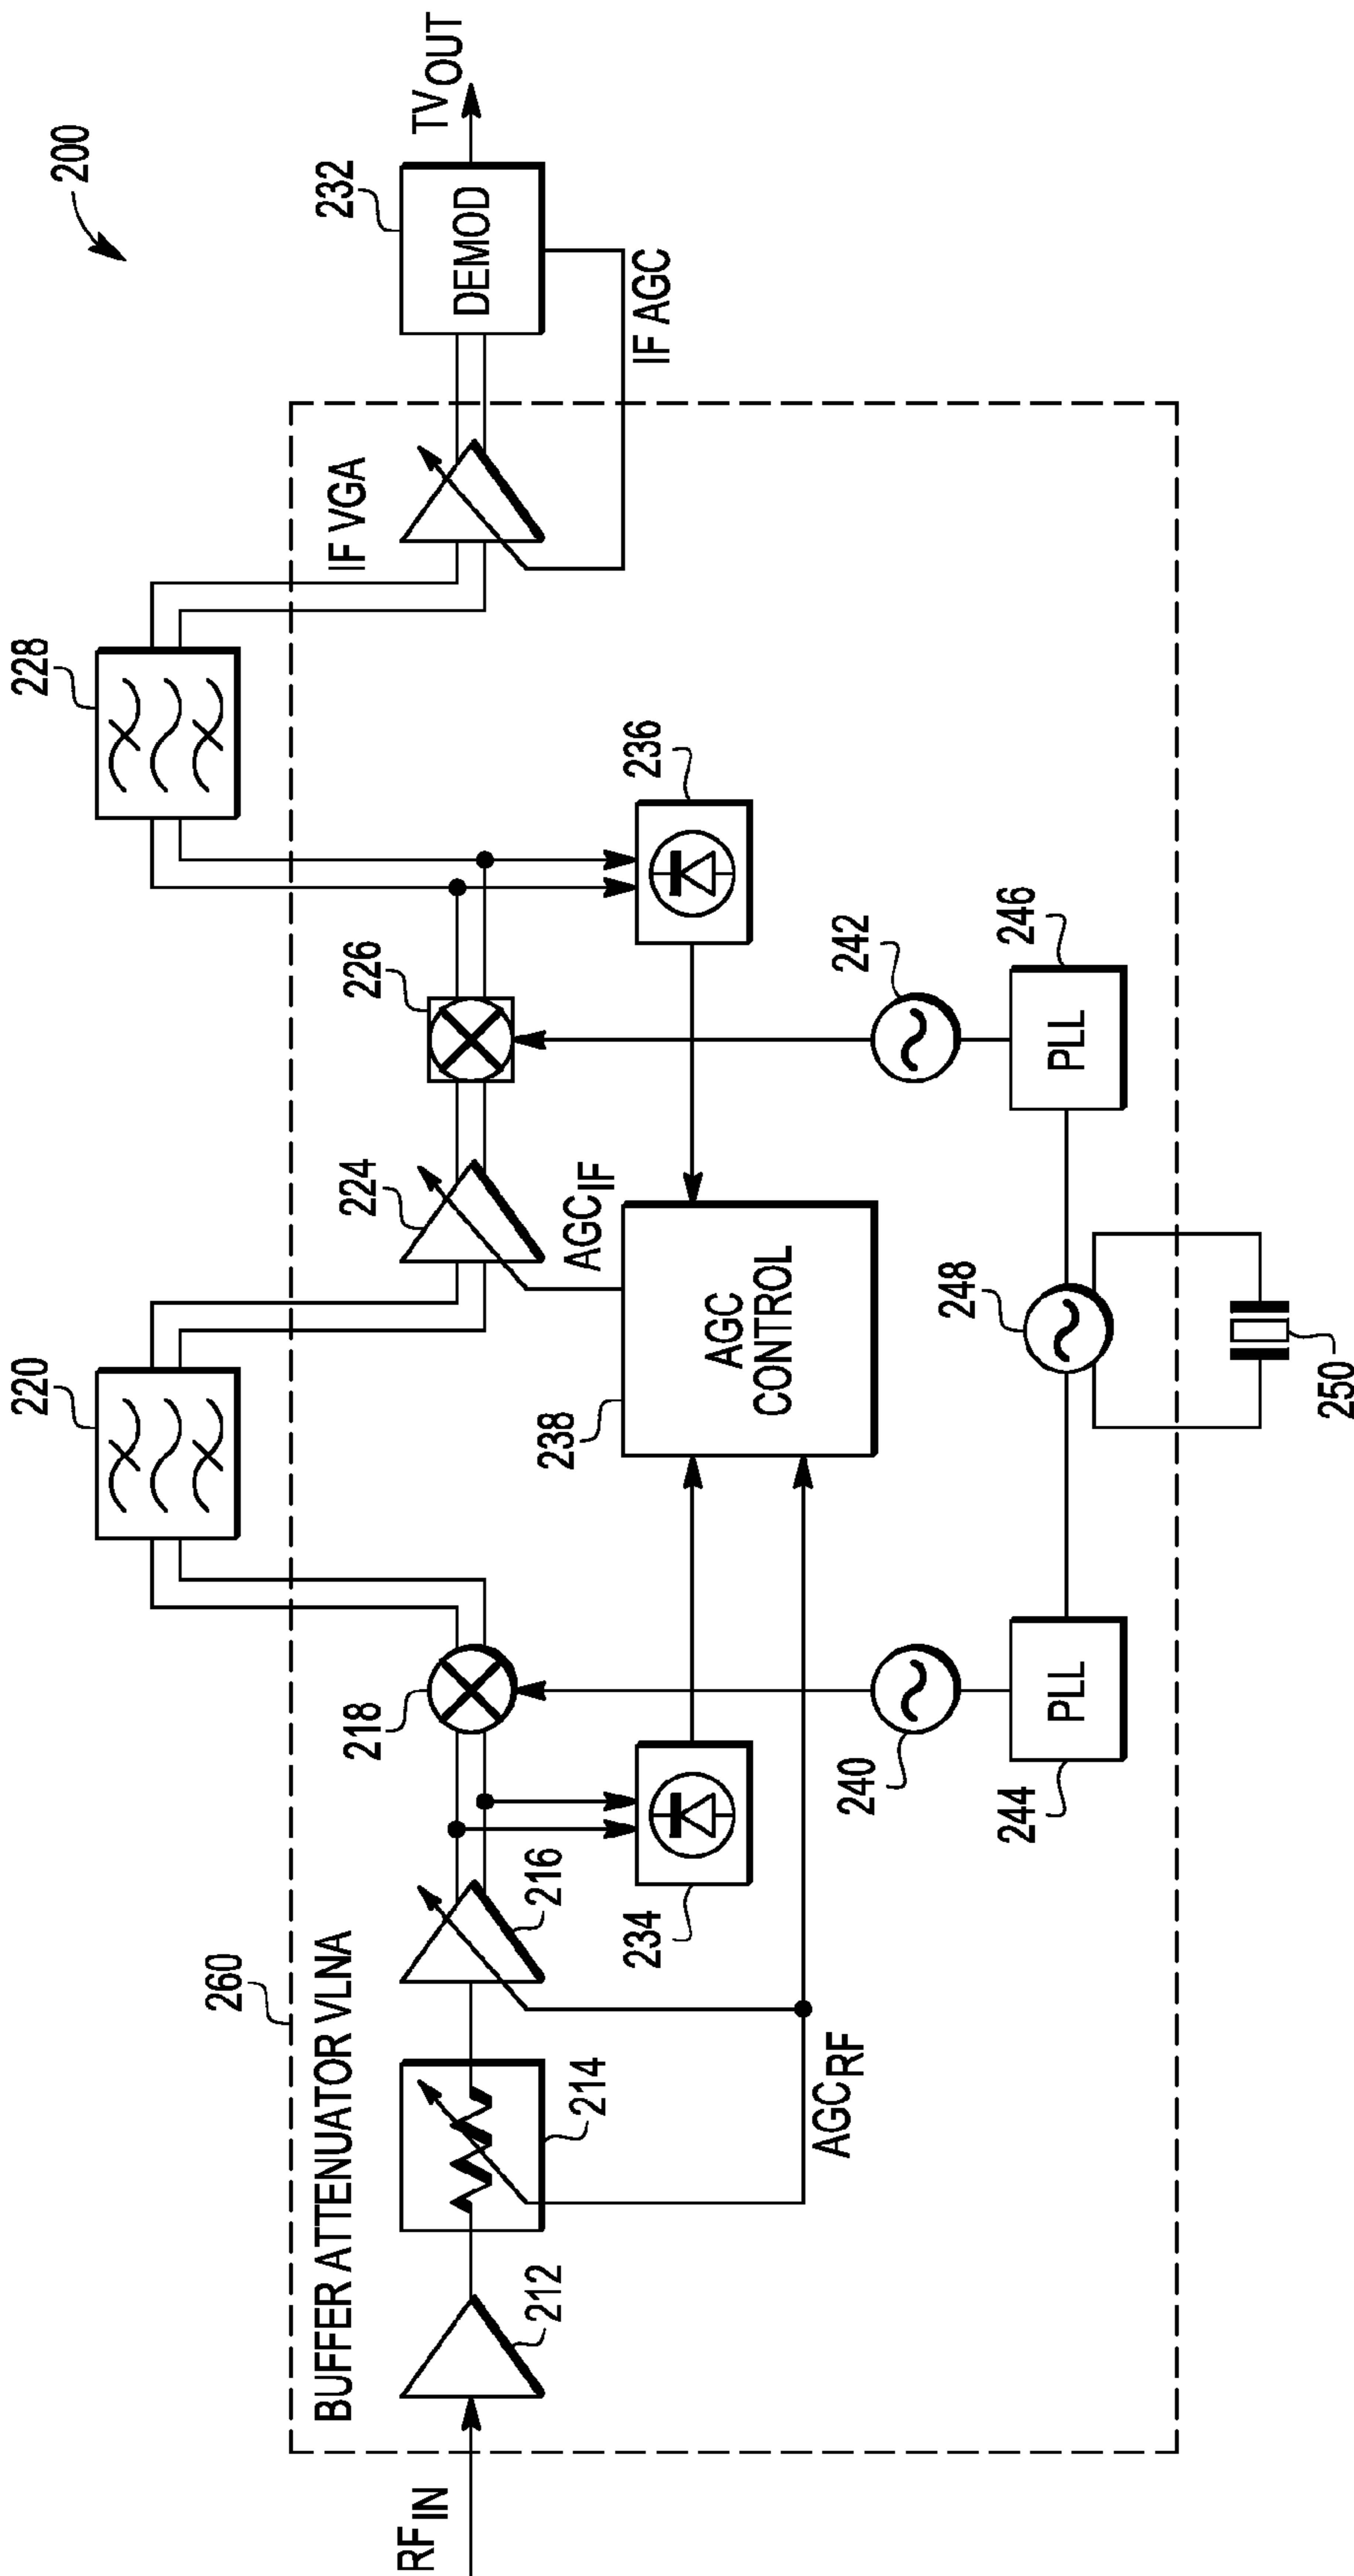 200
220
228
232
TVOUT
260
BUFFER ATTENUATOR VLNA
IF VGA
218
224
226
DEMOD
RFIN
212
214
216
AGCIF
IF AGC
234
238
AGC
CONTROL
236
AGCRF
240
242
244
PLL
248
PLL
246
250